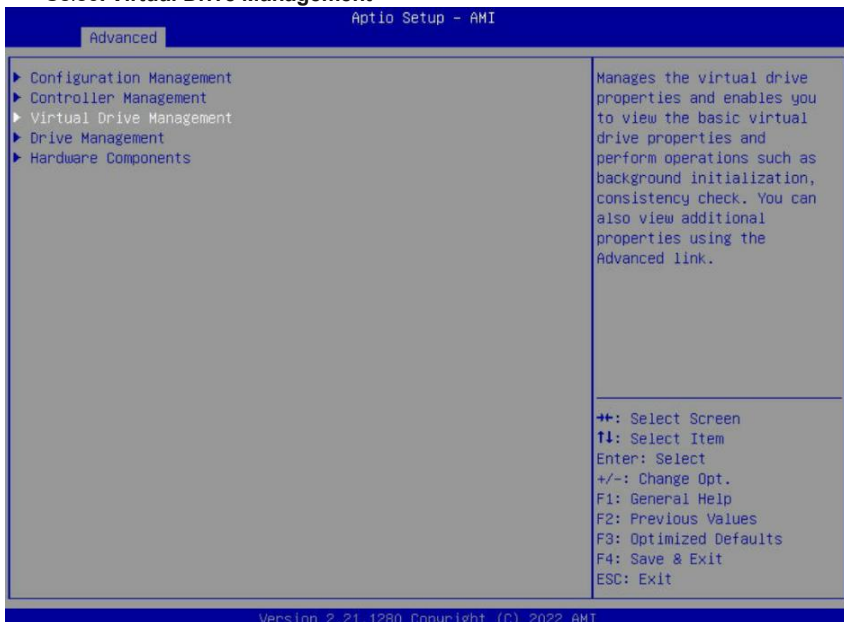 Select Virtual Drive Management
Aptio Setup - AMI
Advanced
Configuration Management
Controller Management
Virtual Drive Management
Drive Management
Hardware Components
Manages the virtual drive
properties and enables you
to view the basic virtual
drive properties and
perform operations such as
background initialization,
consistency check. You can
also view additional
properties using the
Advanced link.
→←: Select Screen
↑↓: Select Item
Enter: Select
+/-: Change Opt.
F1: General Help
F2: Previous Values
F3: Optimized Defaults
F4: Save & Exit
ESC: Exit
Version 2.21.1280 Copyright (C) 2022 AMI